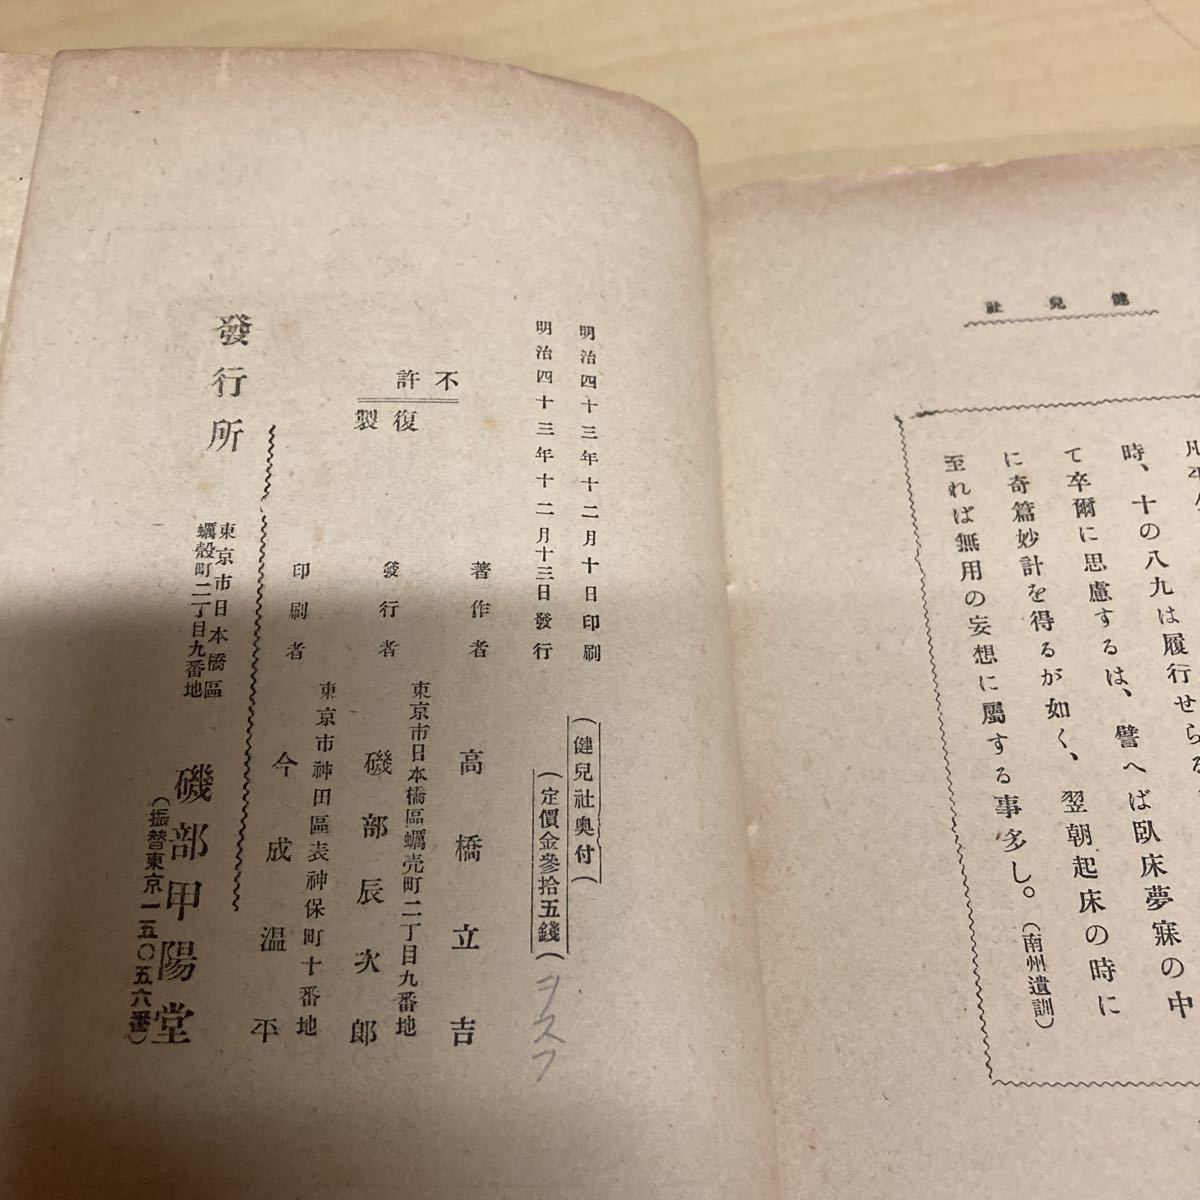 健兒社
時、十の八九は履行せらる
て卒爾に思慮するは、譬へば臥床夢寐の中
に奇篇妙計を得るが如く、翌朝起床の時に
至れば無用の妄想に屬する事多し。(南州遺訓)
明治四十三年十二月十日印刷
明治四十三年十二月十三日發行
(健兒社奥付)
(定價金參拾五錢)
不許
復製
著作者 高橋立吉
東京市日本橋區蠣売町二丁目九番地
發行者 磯部辰次郎
東京市神田區表神保町十番地
印刷者 今成温平
發行所
東京市日本橋區
蠣殼町二丁目九番地
磯部甲陽堂
(振替東京一五〇五六番)